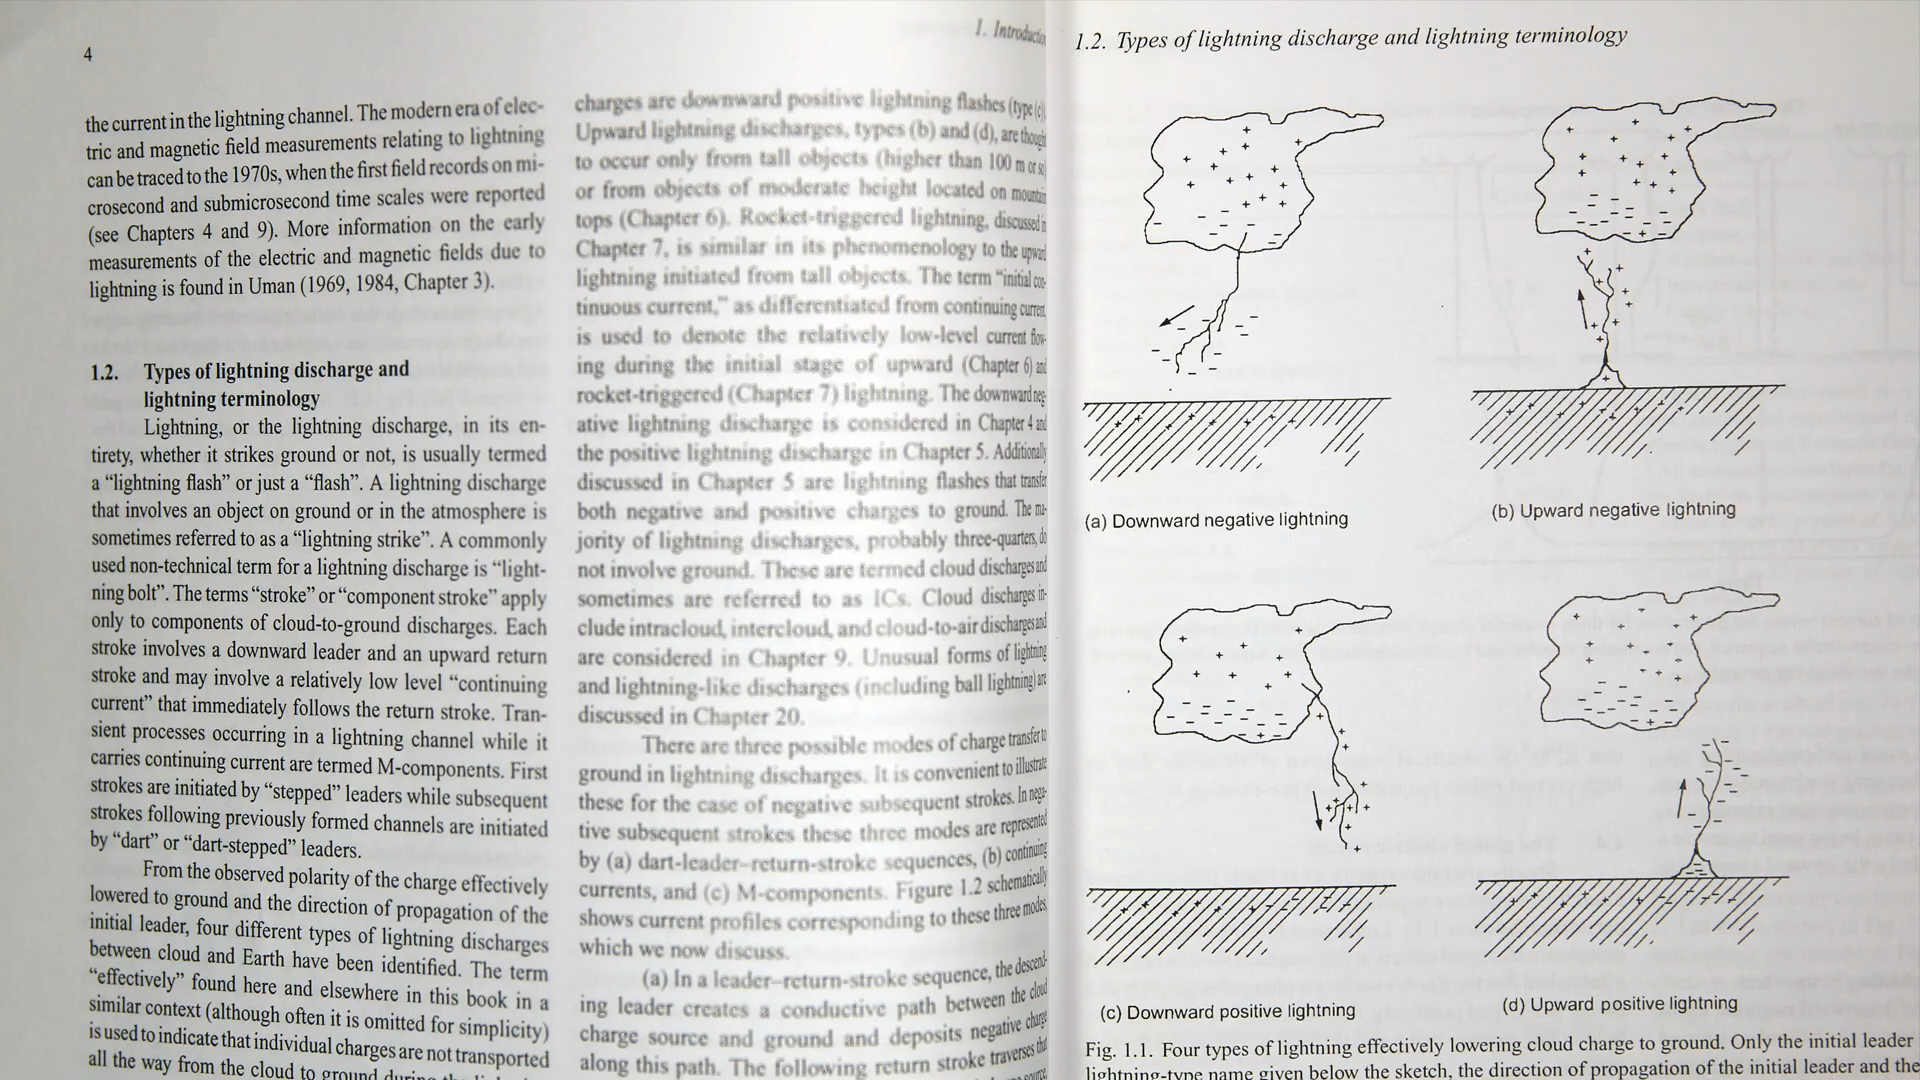 4
the current in the lightning channel. The modern era of elec-
tric and magnetic field measurements relating to lightning
can be traced to the 1970s, when the first field records on mi-
crosecond and submicrosecond time scales were reported
(see Chapters 4 and 9). More information on the early
measurements of the electric and magnetic fields due to
lightning is found in Uman (1969, 1984, Chapter 3).
1.2. Types of lightning discharge and
lightning terminology
Lightning, or the lightning discharge, in its en-
tirety, whether it strikes ground or not, is usually termed
a “lightning flash” or just a “flash”. A lightning discharge
that involves an object on ground or in the atmosphere is
sometimes referred to as a “lightning strike”. A commonly
used non-technical term for a lightning discharge is “light-
ning bolt”. The terms “stroke” or “component stroke” apply
only to components of cloud-to-ground discharges. Each
stroke involves a downward leader and an upward return
stroke and may involve a relatively low level “continuing
current” that immediately follows the return stroke. Tran-
sient processes occurring in a lightning channel while it
carries continuing current are termed M-components. First
strokes are initiated by “stepped” leaders while subsequent
strokes following previously formed channels are initiated
by “dart” or “dart-stepped” leaders.
From the observed polarity of the charge effectively
lowered to ground and the direction of propagation of the
initial leader, four different types of lightning discharges
between cloud and Earth have been identified. The term
“effectively” found here and elsewhere in this book in a
similar context (although often it is omitted for simplicity)
is used to indicate that individual charges are not transported
all the way from the cloud to ground during the
1. Introduction
charges are downward positive lightning flashes (type (c)).
Upward lightning discharges, types (b) and (d), are thought
to occur only from tall objects (higher than 100 m or so)
or from objects of moderate height located on mountain
tops (Chapter 6). Rocket-triggered lightning, discussed in
Chapter 7, is similar in its phenomenology to the upward
lightning initiated from tall objects. The term “initial con-
tinuous current,” as differentiated from continuing current,
is used to denote the relatively low-level current flow-
ing during the initial stage of upward (Chapter 6) and
rocket-triggered (Chapter 7) lightning. The downward neg-
ative lightning discharge is considered in Chapter 4 and
the positive lightning discharge in Chapter 5. Additionally
discussed in Chapter 5 are lightning flashes that transfer
both negative and positive charges to ground. The ma-
jority of lightning discharges, probably three-quarters, do
not involve ground. These are termed cloud discharges and
sometimes are referred to as ICs. Cloud discharges in-
clude intracloud, intercloud, and cloud-to-air discharges and
are considered in Chapter 9. Unusual forms of lightning
and lightning-like discharges (including ball lightning) are
discussed in Chapter 20.
There are three possible modes of charge transfer to
ground in lightning discharges. It is convenient to illustrate
these for the case of negative subsequent strokes. In nega-
tive subsequent strokes these three modes are represented
by (a) dart-leader–return-stroke sequences, (b) continuing
currents, and (c) M-components. Figure 1.2 schematically
shows current profiles corresponding to these three modes,
which we now discuss.
(a) In a leader–return-stroke sequence, the descend-
ing leader creates a conductive path between the cloud
charge source and ground and deposits negative charge
along this path. The following return stroke traverses that
1.2. Types of lightning discharge and lightning terminology
(a) Downward negative lightning
(b) Upward negative lightning
(c) Downward positive lightning
(d) Upward positive lightning
Fig. 1.1. Four types of lightning effectively lowering cloud charge to ground. Only the initial leader
lightning-type name given below the sketch, the direction of propagation of the initial leader and the